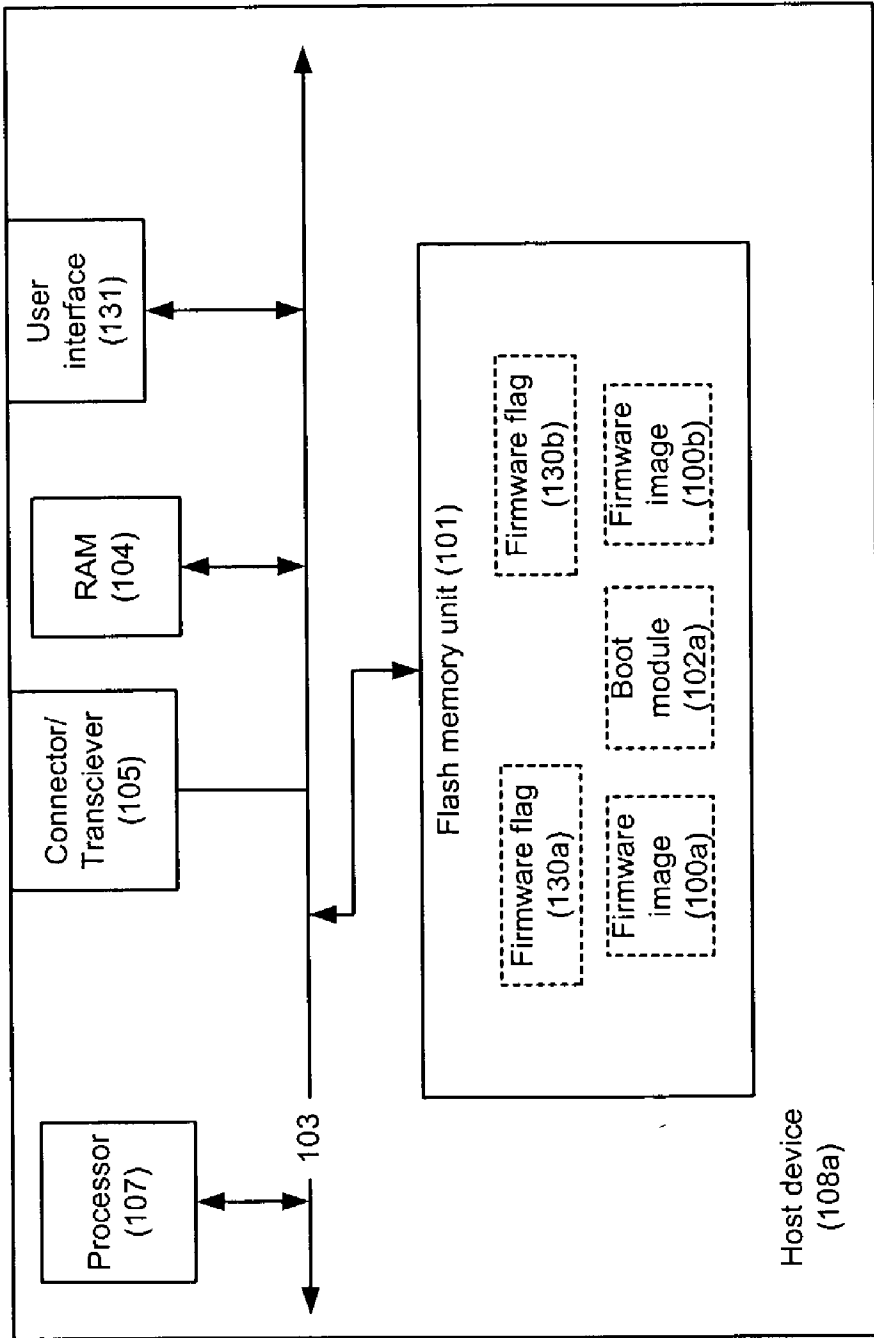 Processor
(107)
Connector/
Transciever
(105)
RAM
(104)
User
interface
(131)
103
Flash memory unit (101)
Firmware flag
(130a)
Firmware flag
(130b)
Firmware
image
(100a)
Boot
module
(102a)
Firmware
image
(100b)
Host device
(108a)